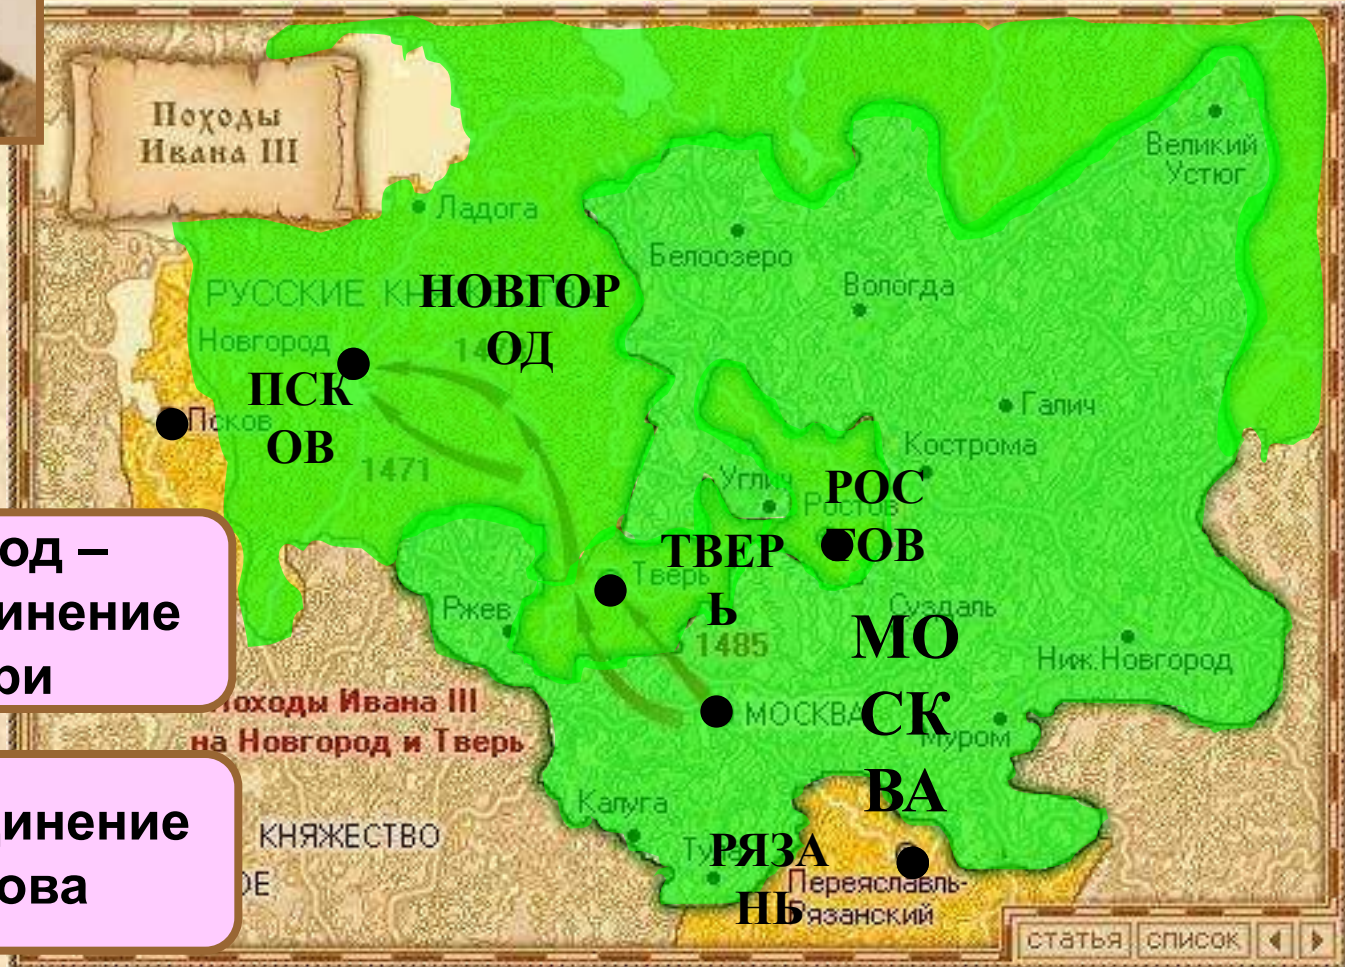 Походы
Ивана III
Великий
Устюг
Ладога
Белоозеро
Вологда
РУССКИЕ
НОВГОР
ОД
Новгород
ПСК
ОВ
Псков
1471
Галич
Кострома
Углич
Ростов
РОС
ТОВ
ТВЕР
Ь
Тверь
Ржев
1485
Суздаль
МО
СК
ВА
Ниж.Новгород
МОСКВА
Муром
од –
инение
ри
Походы Ивана III
на Новгород и Тверь
Калуга
Тула
РЯЗА
НЬ
Переяславль-
Рязанский
инение
ова
КНЯЖЕСТВО
ОЕ
статья
список